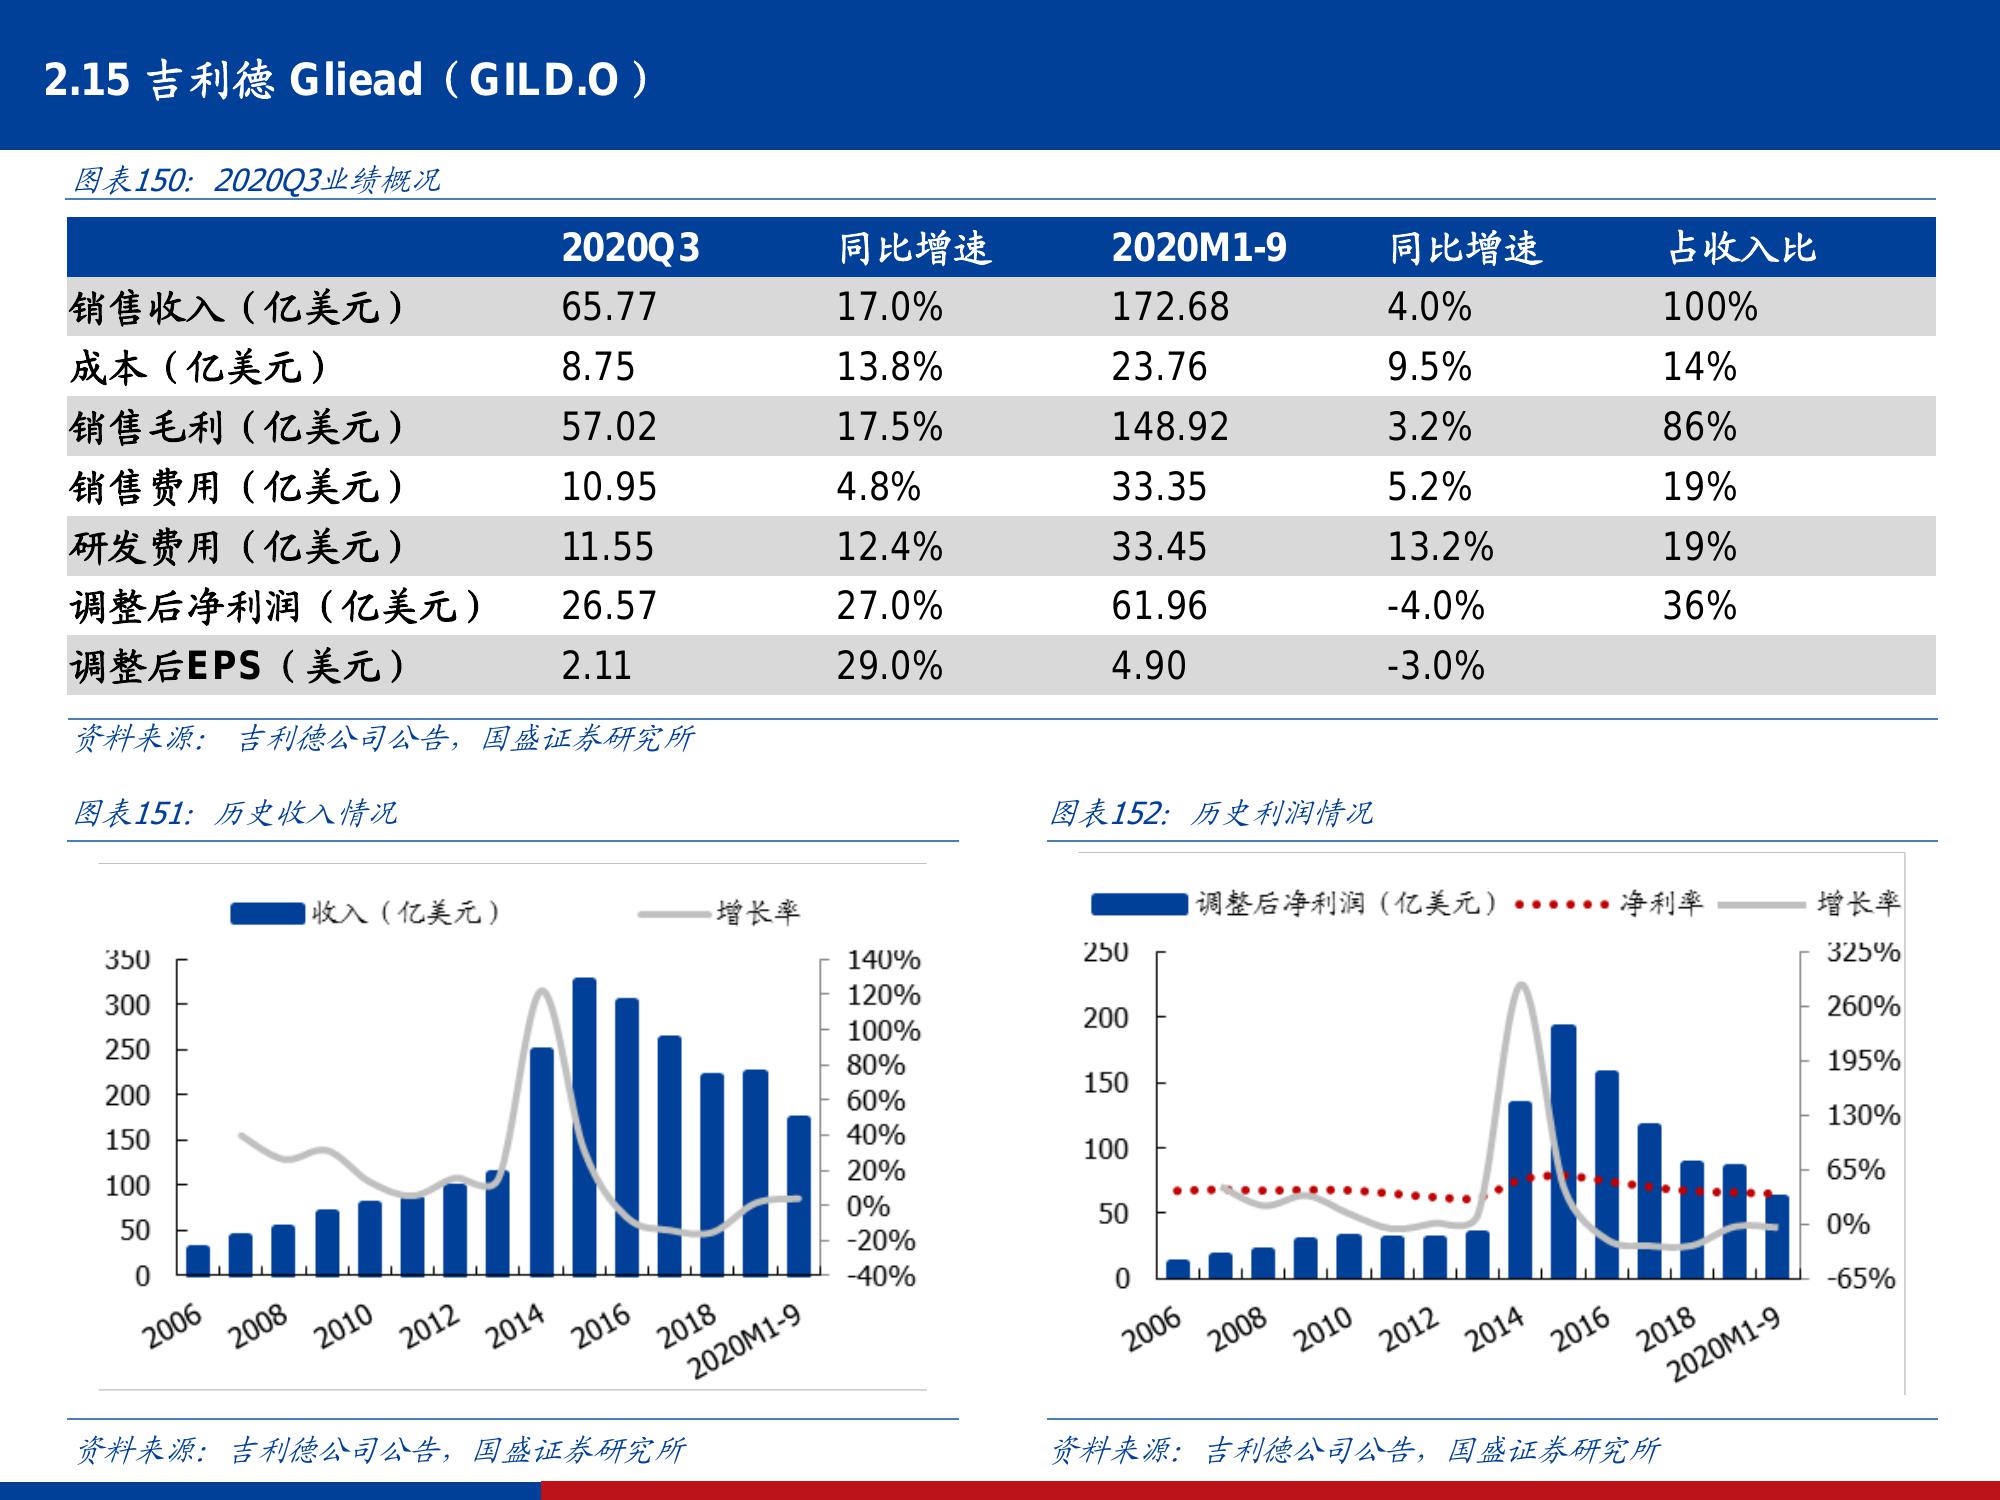 2.15 吉利德 Gliead（GILD.O）
图表150：2020Q3业绩概况
2020Q3 同比增速 2020M1-9 同比增速 占收入比
销售收入（亿美元） 65.77 17.0% 172.68 4.0% 100%
成本（亿美元） 8.75 13.8% 23.76 9.5% 14%
销售毛利（亿美元） 57.02 17.5% 148.92 3.2% 86%
销售费用（亿美元） 10.95 4.8% 33.35 5.2% 19%
研发费用（亿美元） 11.55 12.4% 33.45 13.2% 19%
调整后净利润（亿美元） 26.57 27.0% 61.96 -4.0% 36%
调整后EPS（美元） 2.11 29.0% 4.90 -3.0%
资料来源： 吉利德公司公告，国盛证券研究所
图表151：历史收入情况
收入（亿美元） 增长率
350 140%
300 120%
250 100%
200 80%
150 60%
100 40%
50 20%
0 0%
-20%
-40%
2006 2008 2010 2012 2014 2016 2018 2020M1-9
资料来源：吉利德公司公告，国盛证券研究所
图表152：历史利润情况
调整后净利润（亿美元） 净利率 增长率
250 325%
200 260%
150 195%
100 130%
50 65%
0 0%
-65%
2006 2008 2010 2012 2014 2016 2018 2020M1-9
资料来源：吉利德公司公告，国盛证券研究所